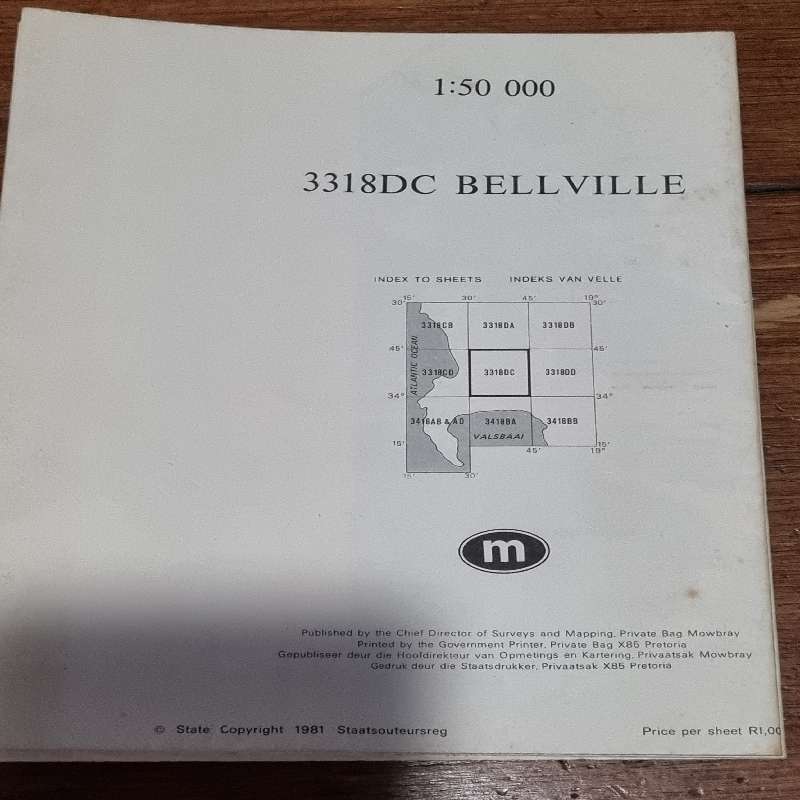 1:50 000
3318DC BELLVILLE
INDEX TO SHEETS INDEKS VAN VELLE
15' 30' 45' 19°
30' 30'
3318CB 3318DA 3318DB
45' 45'
ATLANTIC OCEAN
3318CD 3318DC 3318DD
34° 34°
3418AB & AD 3418BA 3418BB
VALSBAAI
15' 15'
45' 19°
15' 30'
m
Published by the Chief Director of Surveys and Mapping, Private Bag Mowbray
Printed by the Government Printer, Private Bag X85 Pretoria
Gepubliseer deur die Hoofdirekteur van Opmetings en Kartering, Privaatsak Mowbray
Gedruk deur die Staatsdrukker, Privaatsak X85 Pretoria
© State Copyright 1981 Staatsouteursreg
Price per sheet R1,00